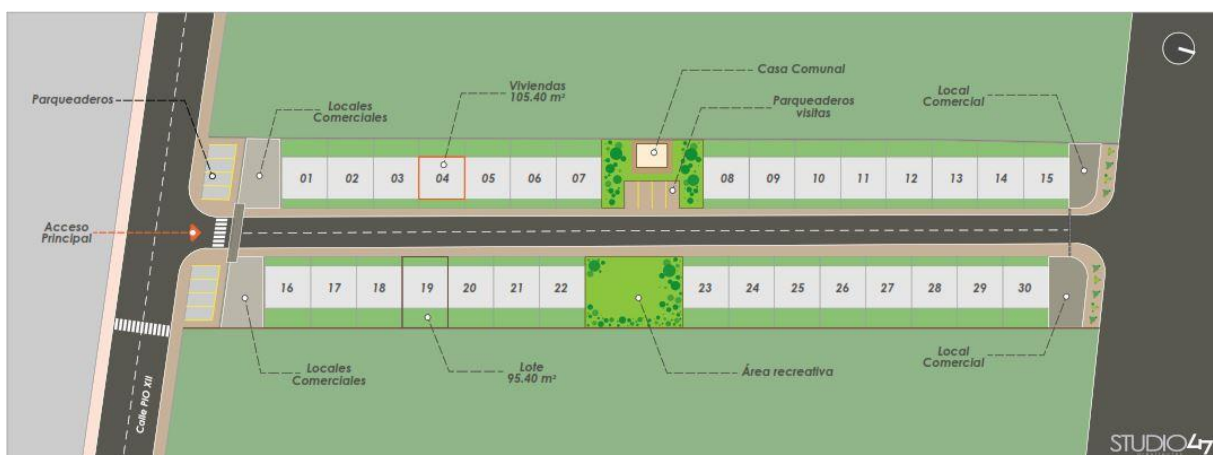 Casa Comunal
Viviendas
105.40 m²
Parqueaderos
visitas
Local
Comercial
Parqueaderos
Locales
Comerciales
01
02
03
04
05
06
07
08
09
10
11
12
13
14
15
Acceso
Principal
16
17
18
19
20
21
22
23
24
25
26
27
28
29
30
Locales
Comerciales
Lote
95.40 m²
Área recreativa
Local
Comercial
Calle PIO XII
STUDIO47